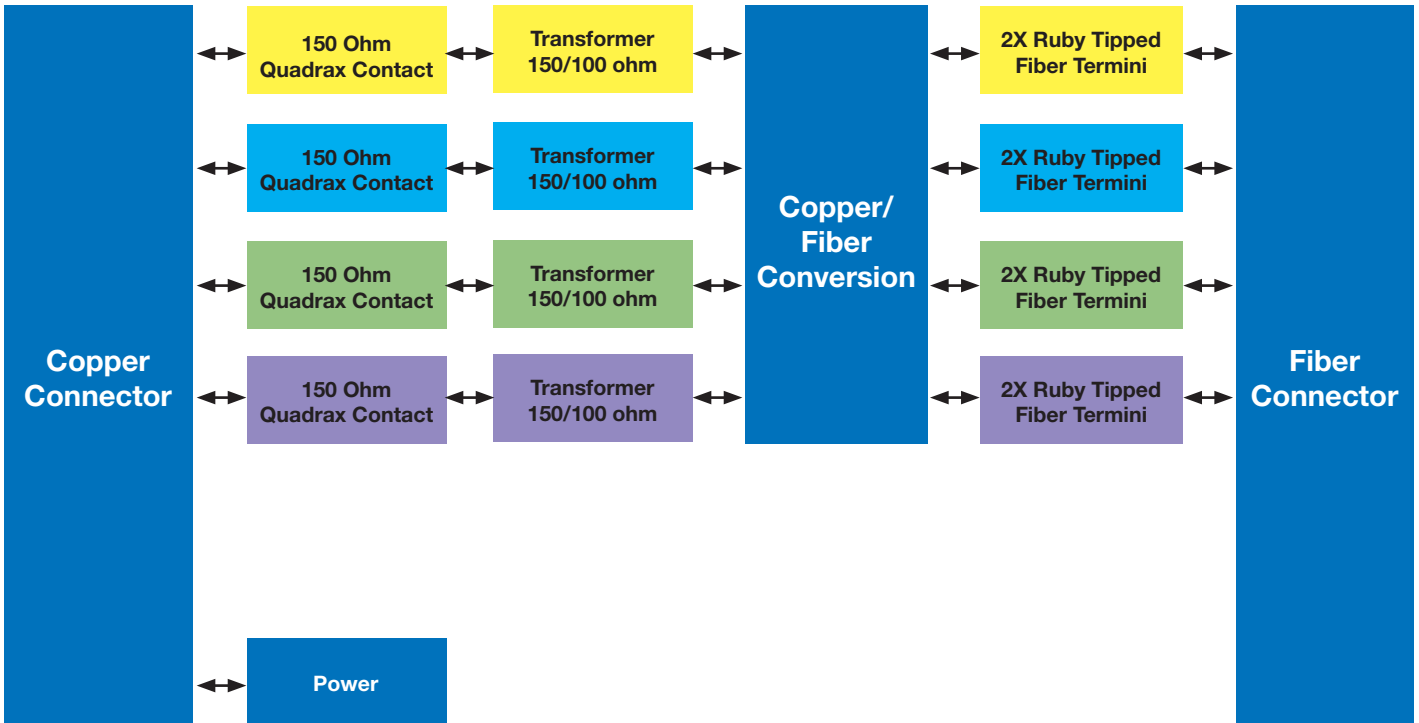 Copper
Connector
150 Ohm
Quadrax Contact
Transformer
150/100 ohm
2X Ruby Tipped
Fiber Termini
150 Ohm
Quadrax Contact
Transformer
150/100 ohm
2X Ruby Tipped
Fiber Termini
150 Ohm
Quadrax Contact
Transformer
150/100 ohm
2X Ruby Tipped
Fiber Termini
150 Ohm
Quadrax Contact
Transformer
150/100 ohm
2X Ruby Tipped
Fiber Termini
Copper/
Fiber
Conversion
Fiber
Connector
Power